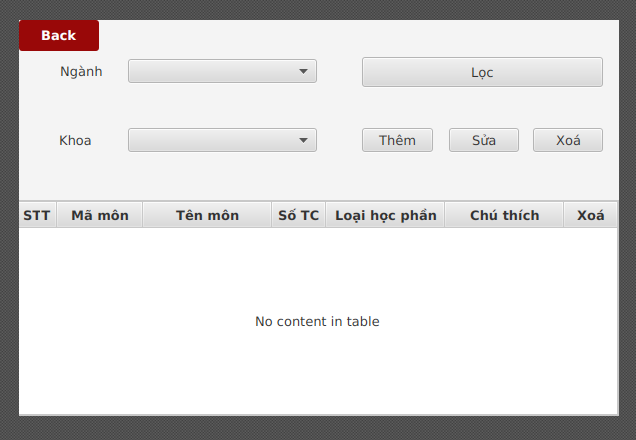 Back
Ngành
Lọc
Khoa
Thêm Sửa Xoá
STT Mã môn Tên môn Số TC Loại học phần Chú thích Xoá
No content in table